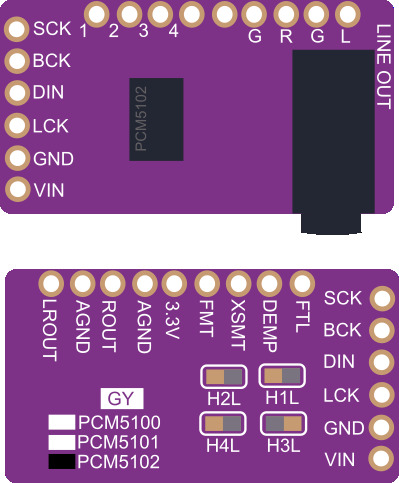 1 2 3 4 G R G L
SCK
BCK
DIN
LCK
GND
VIN
PCM5102
LINE OUT
LROUT
AGND
ROUT
AGND
3.3V
FMT
XSMT
DEMP
FTL
SCK
BCK
DIN
LCK
GND
VIN
H2L H1L
H4L H3L
GY
PCM5100
PCM5101
PCM5102